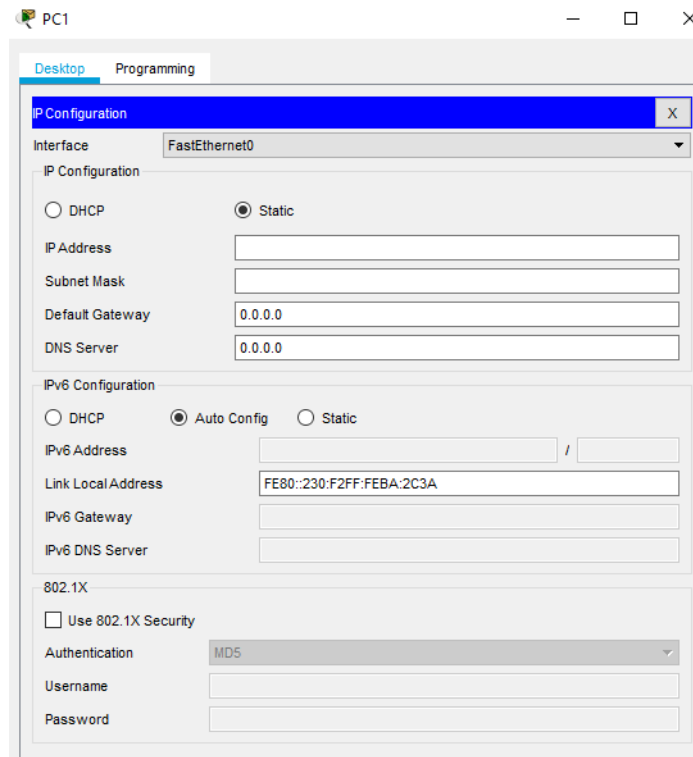 PC1
Desktop Programming
IP Configuration X
Interface FastEthernet0
IP Configuration
DHCP Static
IP Address
Subnet Mask
Default Gateway 0.0.0.0
DNS Server 0.0.0.0
IPv6 Configuration
DHCP Auto Config Static
IPv6 Address /
Link Local Address FE80::230:F2FF:FEBA:2C3A
IPv6 Gateway
IPv6 DNS Server
802.1X
Use 802.1X Security
Authentication MD5
Username
Password